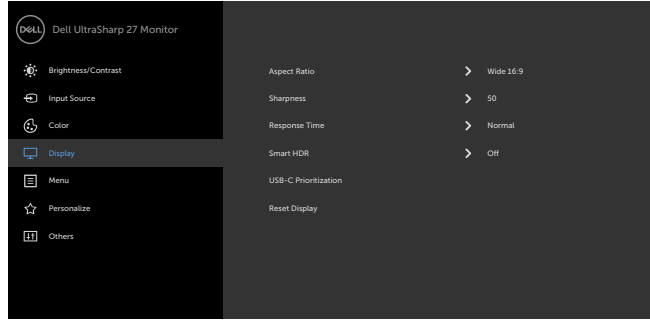 DELL
Dell UltraSharp 27 Monitor
Brightness/Contrast
Input Source
Color
Display
Menu
Personalize
Others
Aspect Ratio Wide 16:9
Sharpness 50
Response Time Normal
Smart HDR Off
USB-C Prioritization
Reset Display